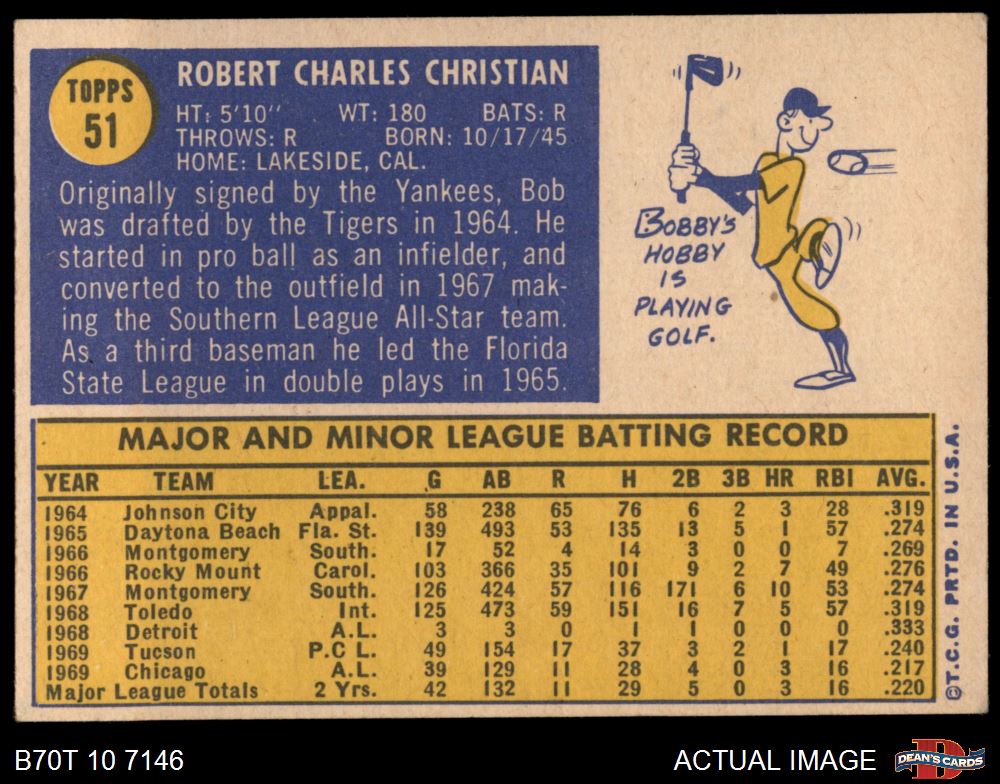 TOPPS
51
ROBERT CHARLES CHRISTIAN
HT: 5'10'' WT: 180 BATS: R
THROWS: R BORN: 10/17/45
HOME: LAKESIDE, CAL.
Originally signed by the Yankees, Bob
was drafted by the Tigers in 1964. He
started in pro ball as an infielder, and
converted to the outfield in 1967 mak-
ing the Southern League All-Star team.
As a third baseman he led the Florida
State League in double plays in 1965.
BOBBY'S
HOBBY
IS
PLAYING
GOLF.
MAJOR AND MINOR LEAGUE BATTING RECORD
YEAR TEAM LEA. G AB R H 2B 3B HR RBI AVG.
1964 Johnson City Appal. 58 238 65 76 6 2 3 28 .319
1965 Daytona Beach Fla. St. 139 493 53 135 13 5 1 57 .274
1966 Montgomery South. 17 52 4 14 3 0 0 7 .269
1966 Rocky Mount Carol. 103 366 35 101 9 2 7 49 .276
1967 Montgomery South. 126 424 57 116 171 6 10 53 .274
1968 Toledo Int. 125 473 59 151 16 7 5 57 .319
1968 Detroit A.L. 3 3 0 1 1 0 0 0 .333
1969 Tucson P.C L. 49 154 17 37 3 2 1 17 .240
1969 Chicago A.L. 39 129 11 28 4 0 3 16 .217
Major League Totals 2 Yrs. 42 132 11 29 5 0 3 16 .220
©T.C.G. PRTD. IN U.S.A.
B70T 10 7146
ACTUAL IMAGE
D
DEAN'S CARDS